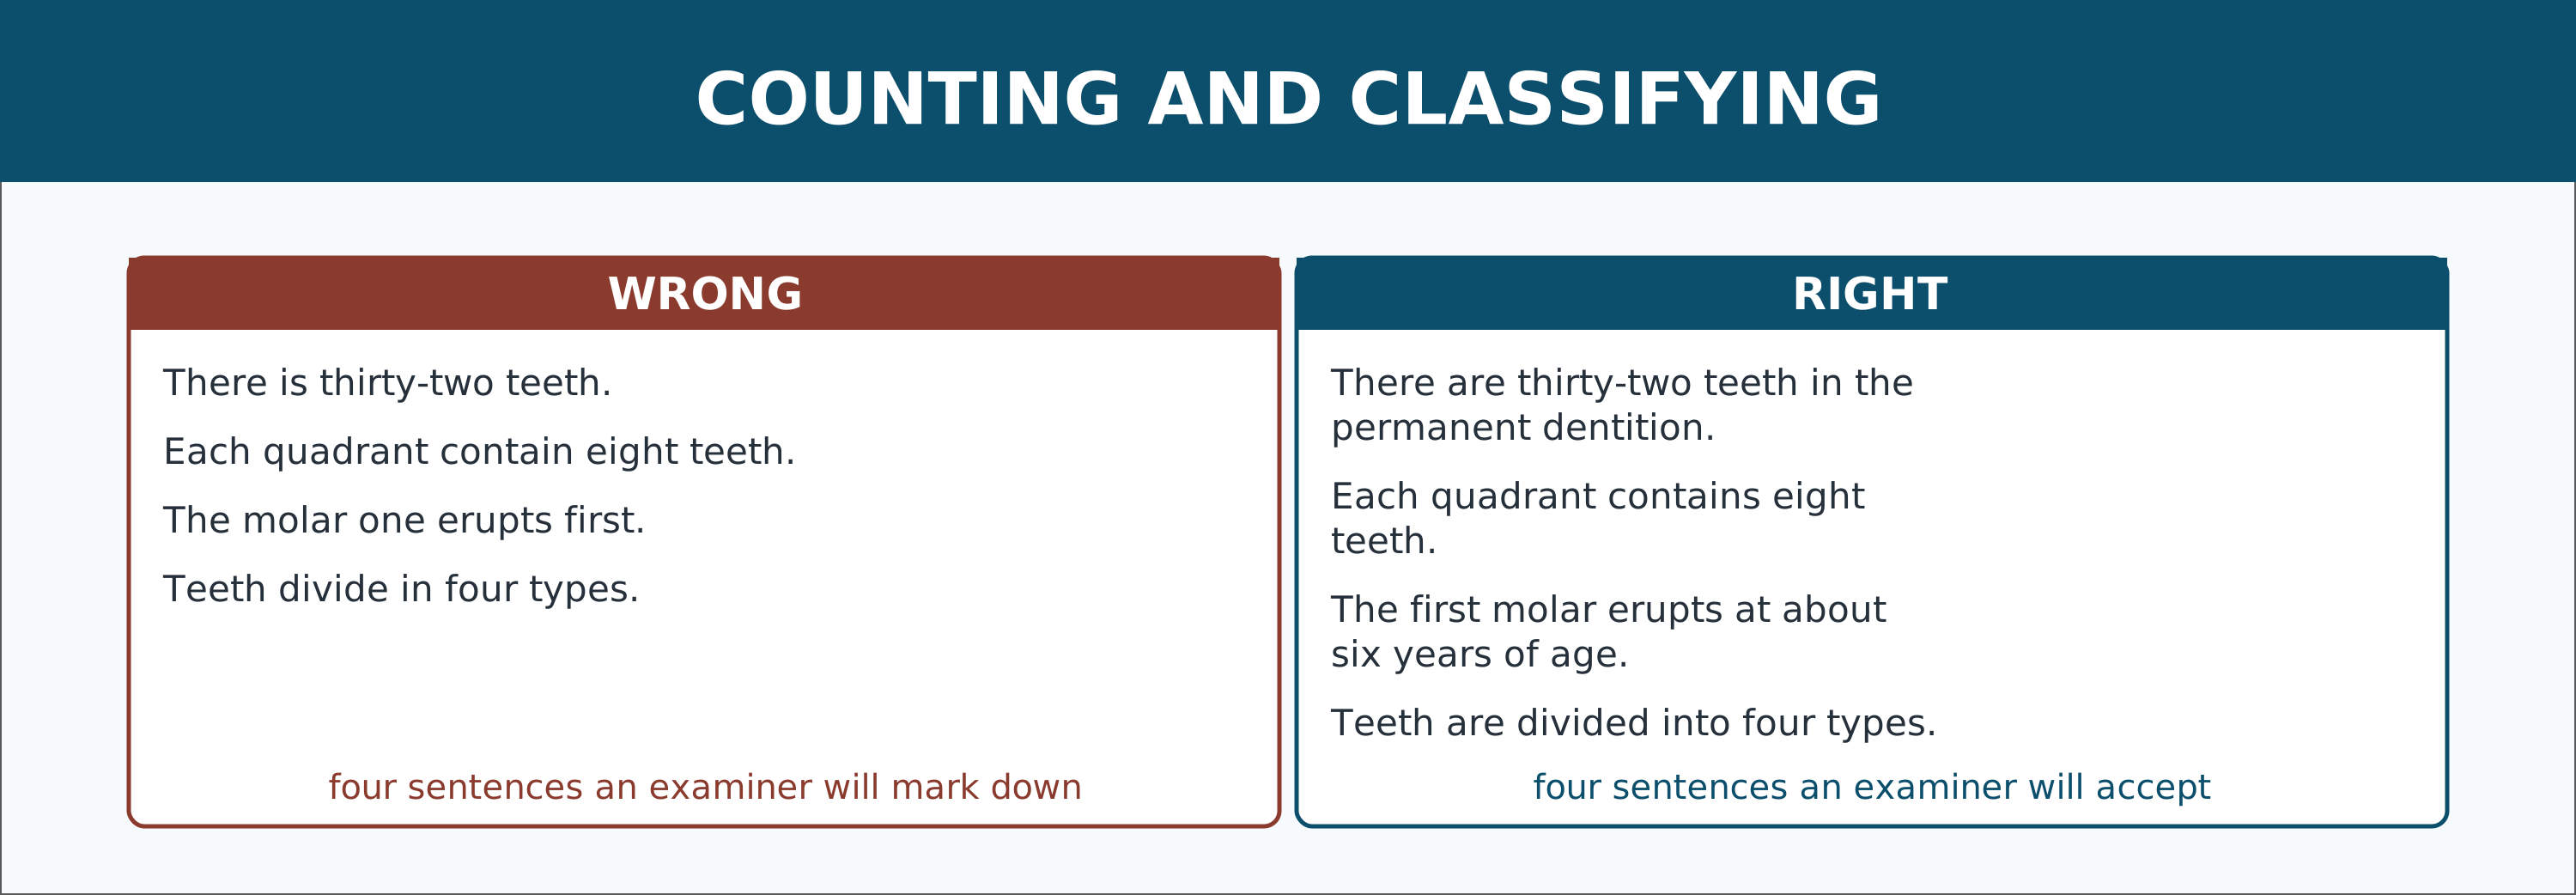 COUNTING AND CLASSIFYING
WRONG
There is thirty-two teeth.
Each quadrant contain eight teeth.
The molar one erupts first.
Teeth divide in four types.
four sentences an examiner will mark down
RIGHT
There are thirty-two teeth in the
permanent dentition.
Each quadrant contains eight
teeth.
The first molar erupts at about
six years of age.
Teeth are divided into four types.
four sentences an examiner will accept